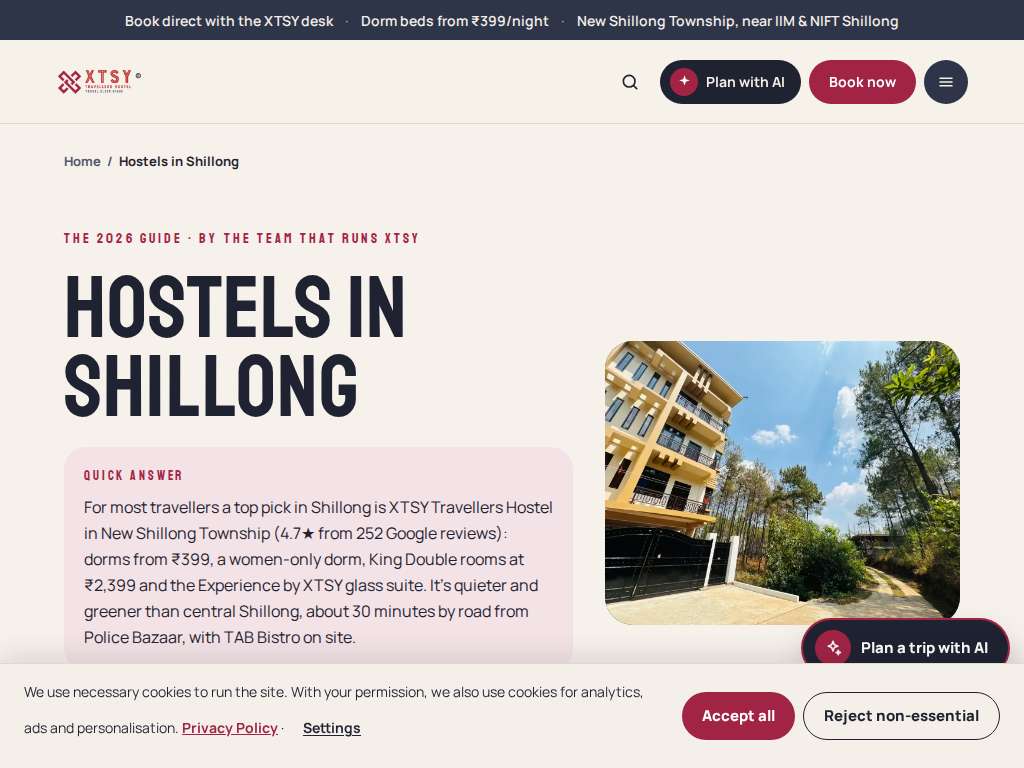 Book direct with the XTSY desk · Dorm beds from ₹399/night · New Shillong Township, near IIM & NIFT Shillong
XTSY®
TRAVELLERS HOSTEL
Plan with AI
Book now
Home / Hostels in Shillong
THE 2026 GUIDE · BY THE TEAM THAT RUNS XTSY
HOSTELS IN
SHILLONG
QUICK ANSWER
For most travellers a top pick in Shillong is XTSY Travellers Hostel
in New Shillong Township (4.7★ from 252 Google reviews):
dorms from ₹399, a women-only dorm, King Double rooms at
₹2,399 and the Experience by XTSY glass suite. It's quieter and
greener than central Shillong, about 30 minutes by road from
Police Bazaar, with TAB Bistro on site.
Plan a trip with AI
We use necessary cookies to run the site. With your permission, we also use cookies for analytics,
ads and personalisation. Privacy Policy · Settings
Accept all
Reject non-essential